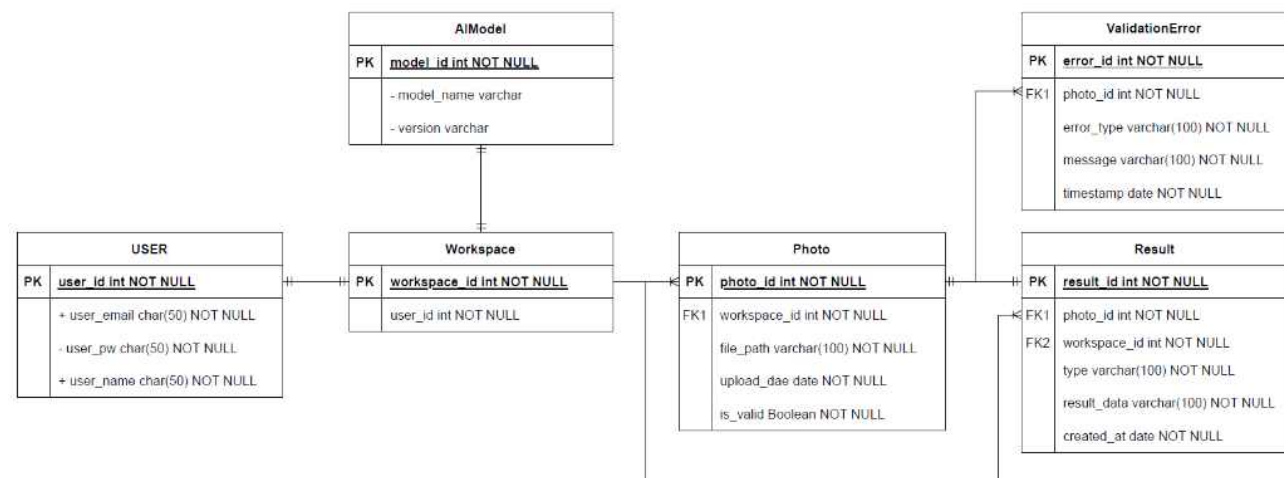 AIModel
PK model_id int NOT NULL
- model_name varchar
- version varchar
ValidationError
PK error_id int NOT NULL
FK1 photo_id int NOT NULL
error_type varchar(100) NOT NULL
message varchar(100) NOT NULL
timestamp date NOT NULL
USER
PK user_id int NOT NULL
+ user_email char(50) NOT NULL
- user_pw char(50) NOT NULL
+ user_name char(50) NOT NULL
Workspace
PK workspace_id Int NOT NULL
user_id int NOT NULL
Photo
PK photo_id int NOT NULL
FK1 workspace_id int NOT NULL
file_path varchar(100) NOT NULL
upload_dae date NOT NULL
is_valid Boolean NOT NULL
Result
PK result_id Int NOT NULL
FK1 photo_id int NOT NULL
FK2 workspace_id int NOT NULL
type varchar(100) NOT NULL
result_data varchar(100) NOT NULL
created_at date NOT NULL